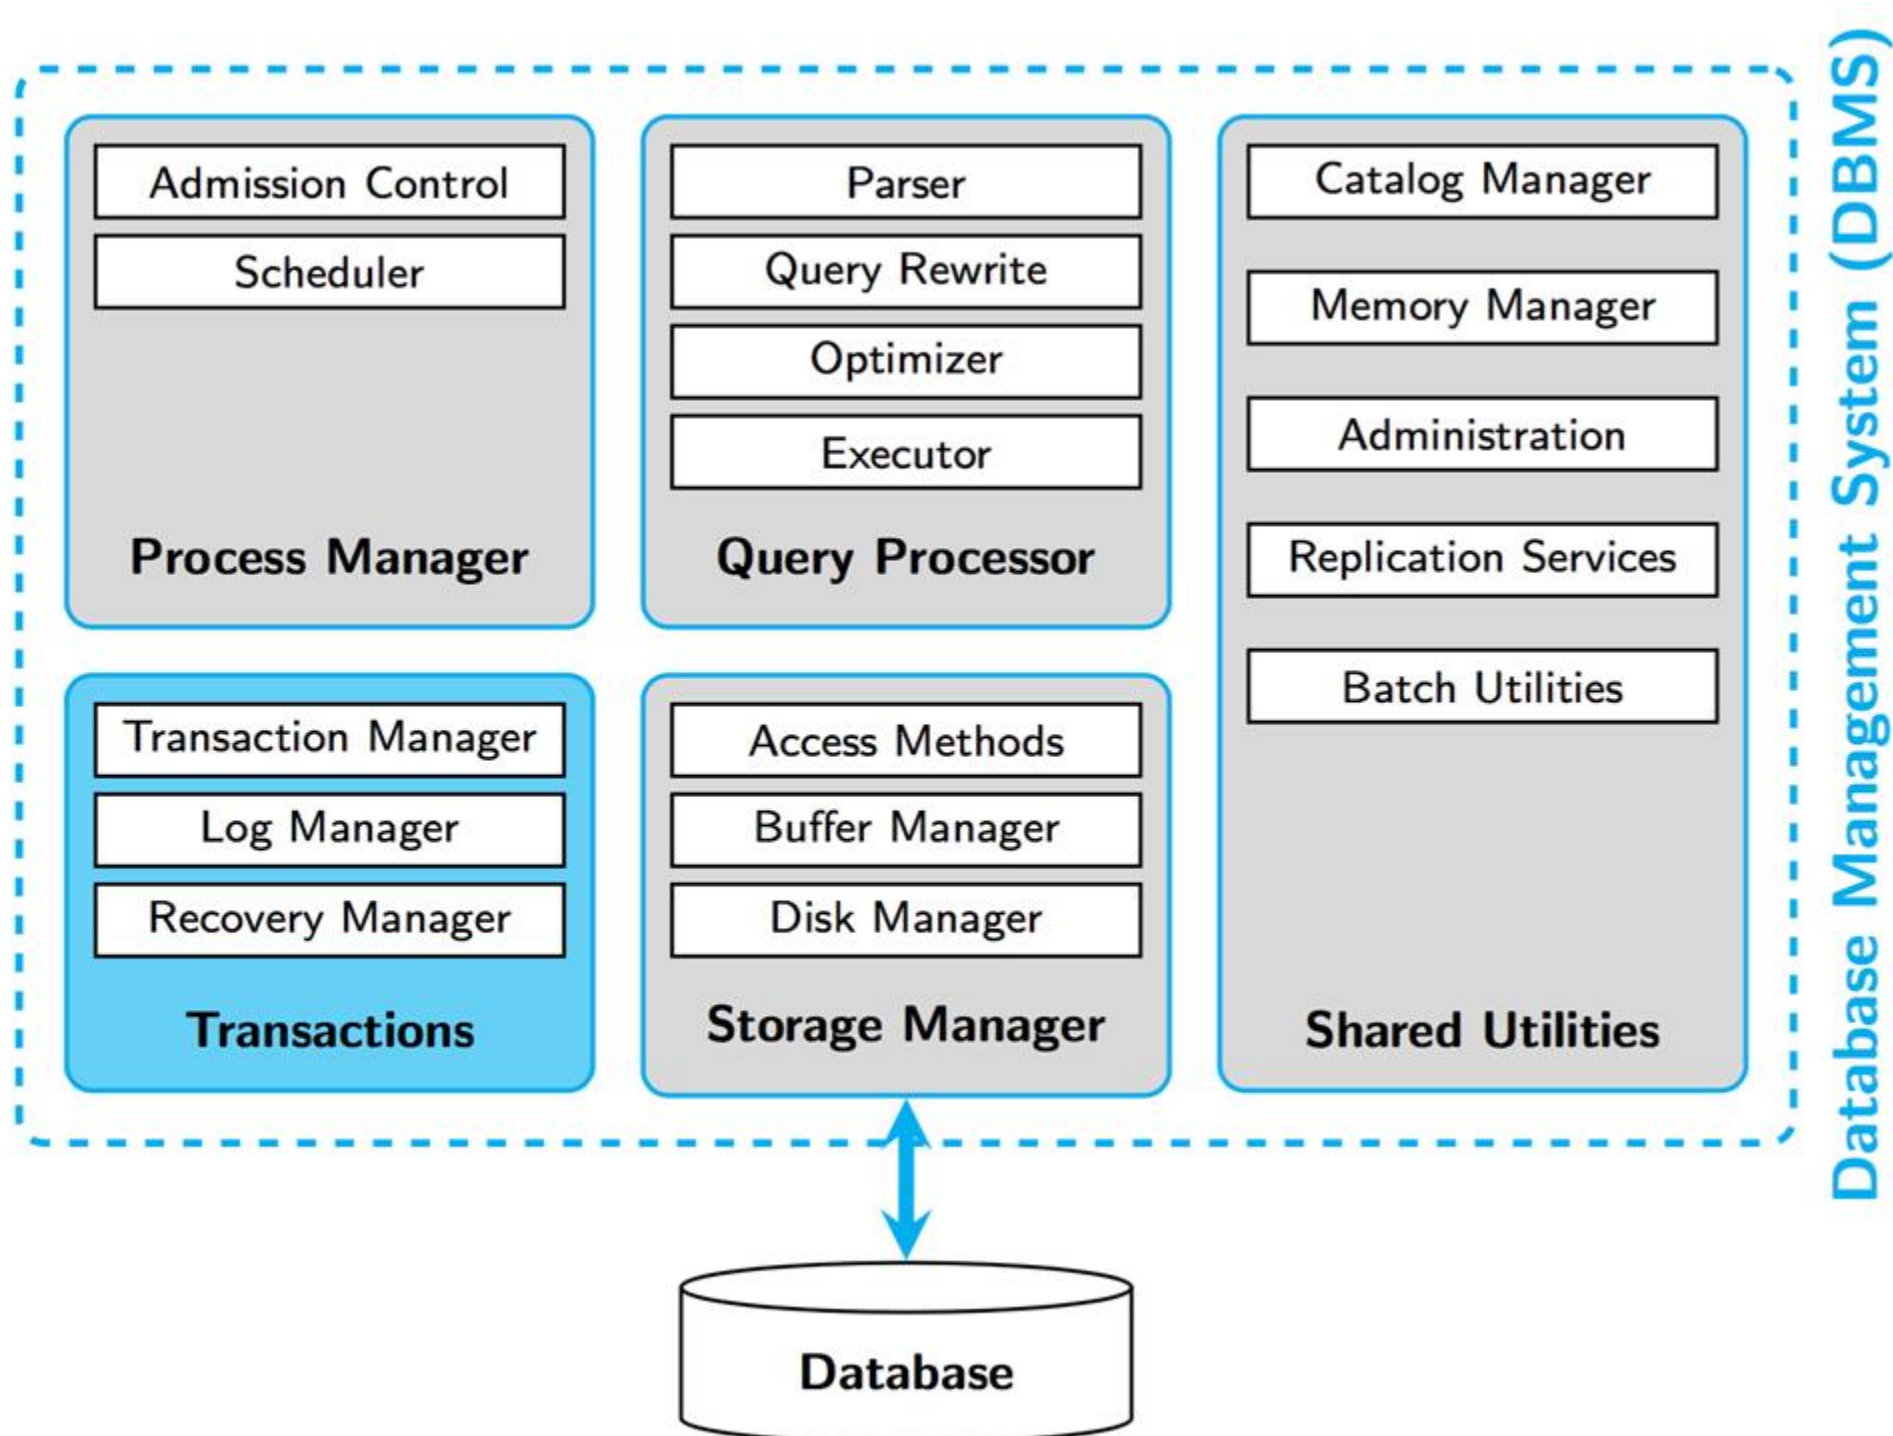 Admission Control
Scheduler
Process Manager
Parser
Query Rewrite
Optimizer
Executor
Query Processor
Catalog Manager
Memory Manager
Administration
Replication Services
Batch Utilities
Shared Utilities
Transaction Manager
Log Manager
Recovery Manager
Transactions
Access Methods
Buffer Manager
Disk Manager
Storage Manager
Database
Database Management System (DBMS)